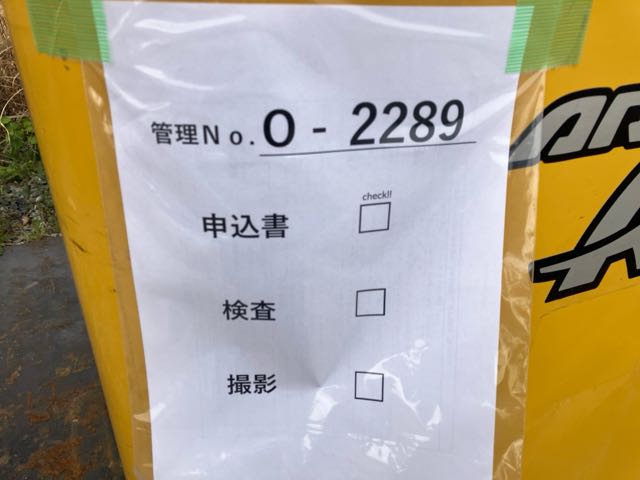 管理No. O - 2289
check!!
申込書 □
検査 □
撮影 □